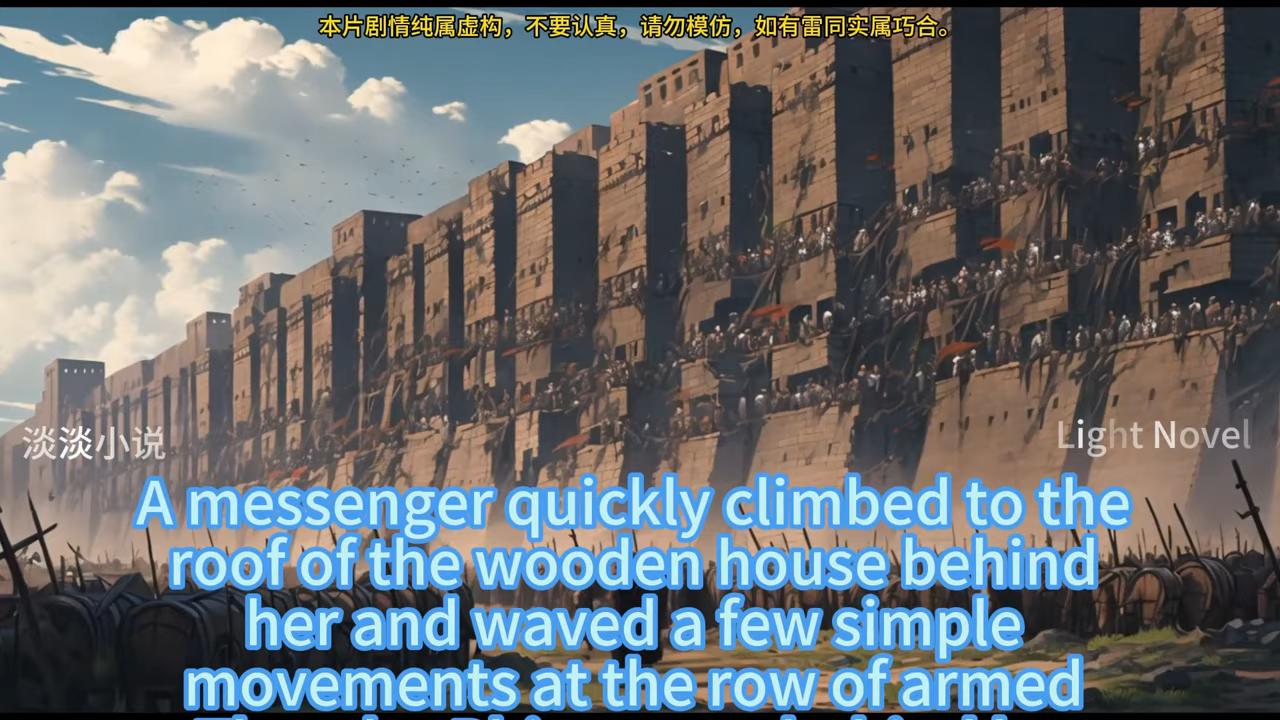 本片剧情纯属虚构，不要认真，请勿模仿，如有雷同实属巧合。
淡淡小说
Light Novel
A messenger quickly climbed to the
roof of the wooden house behind
her and waved a few simple
movements at the row of armed